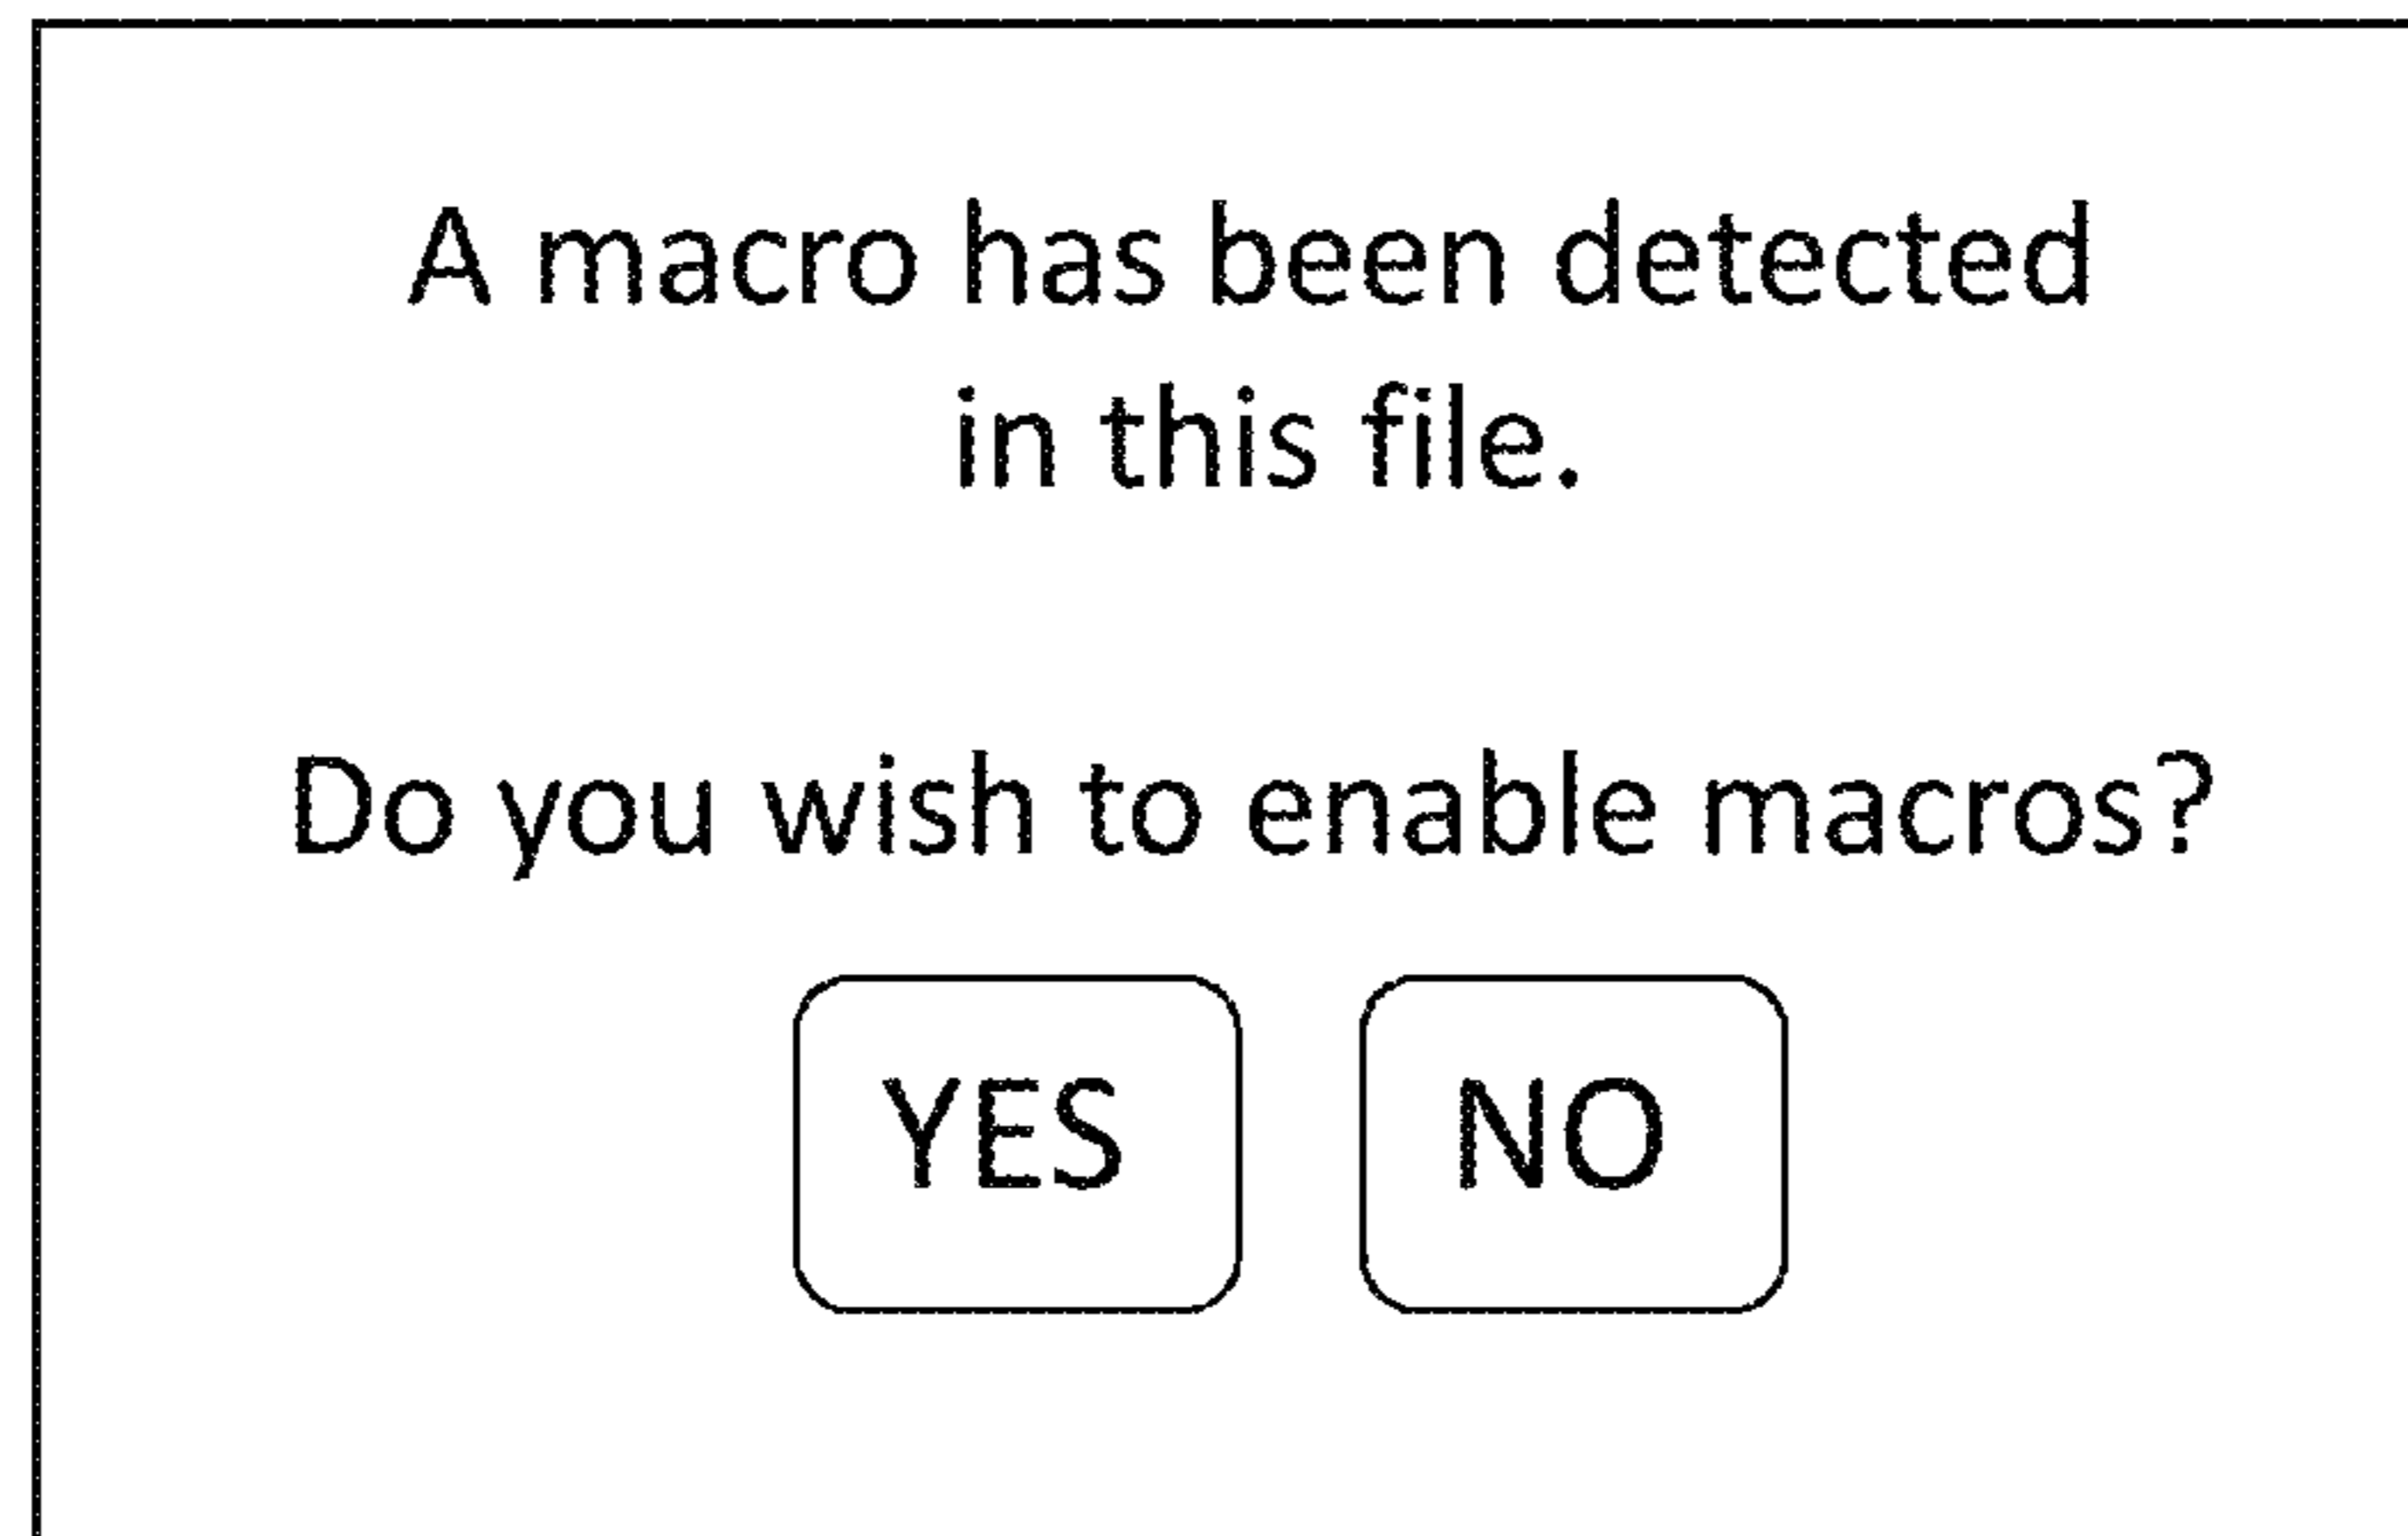 A macro has been detected
in this file.
Do you wish to enable macros?
YES NO